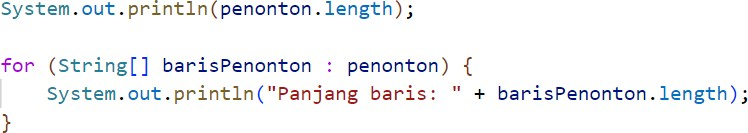 System.out.println(penonton.length);
for (String[] barisPenonton : penonton) {
    System.out.println("Panjang baris: " + barisPenonton.length);
}